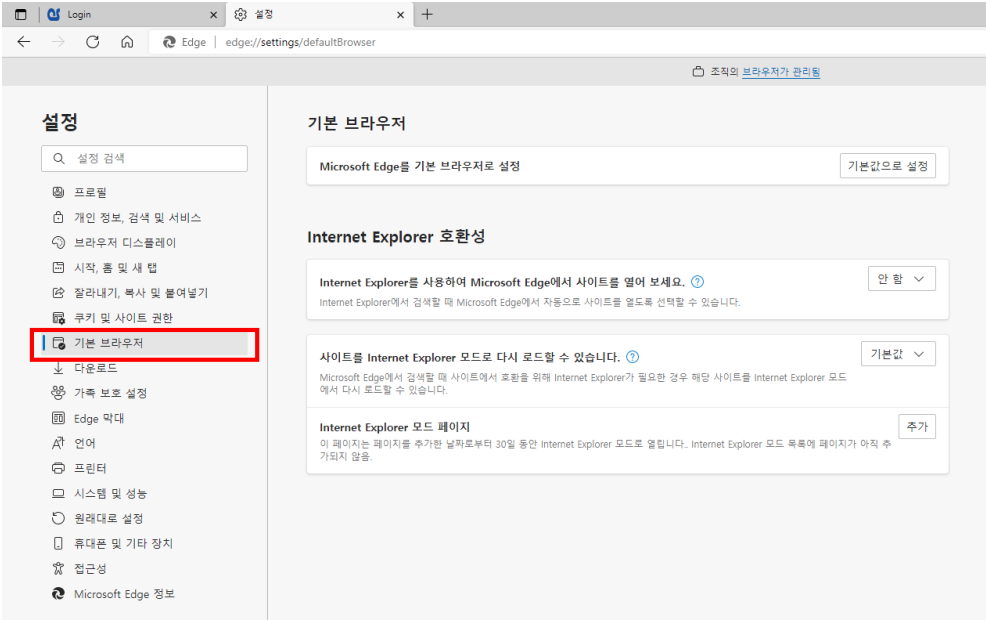 Login
설정
Edge
edge://settings/defaultBrowser
조직의 브라우저가 관리됨
설정
설정 검색
프로필
개인 정보, 검색 및 서비스
브라우저 디스플레이
시작, 홈 및 새 탭
잘라내기, 복사 및 붙여넣기
쿠키 및 사이트 권한
기본 브라우저
다운로드
가족 보호 설정
Edge 막대
언어
프린터
시스템 및 성능
원래대로 설정
휴대폰 및 기타 장치
접근성
Microsoft Edge 정보
기본 브라우저
Microsoft Edge를 기본 브라우저로 설정
기본값으로 설정
Internet Explorer 호환성
Internet Explorer를 사용하여 Microsoft Edge에서 사이트를 열어 보세요.
안 함
Internet Explorer에서 검색할 때 Microsoft Edge에서 자동으로 사이트를 열도록 선택할 수 있습니다.
사이트를 Internet Explorer 모드로 다시 로드할 수 있습니다.
기본값
Microsoft Edge에서 검색할 때 사이트에서 호환을 위해 Internet Explorer가 필요한 경우 해당 사이트를 Internet Explorer 모드
에서 다시 로드할 수 있습니다.
Internet Explorer 모드 페이지
추가
이 페이지는 페이지를 추가한 날짜로부터 30일 동안 Internet Explorer 모드로 열립니다.. Internet Explorer 모드 목록에 페이지가 아직 추
가되지 않음.